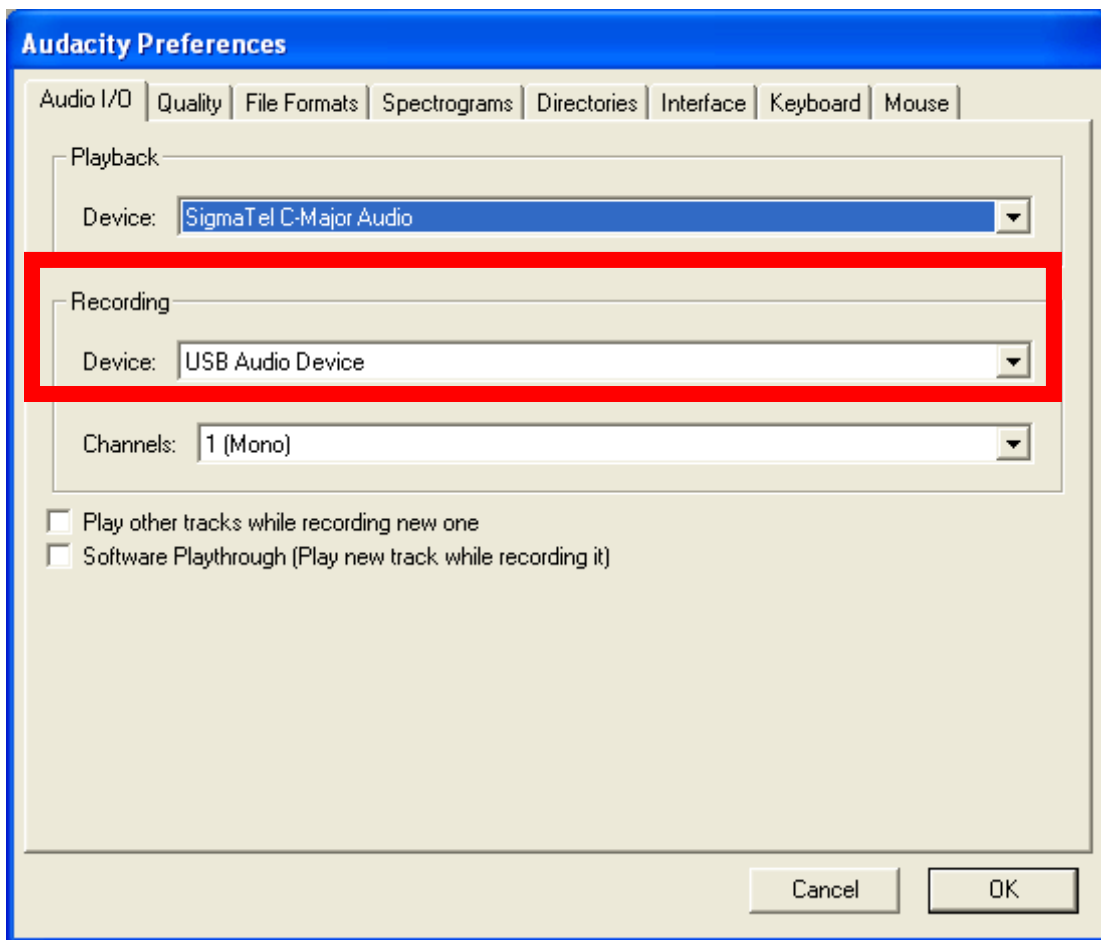 Audacity Preferences
Audio I/O Quality File Formats Spectrograms Directories Interface Keyboard Mouse
Playback
Device: SigmaTel C-Major Audio
Recording
Device: USB Audio Device
Channels: 1 (Mono)
Play other tracks while recording new one
Software Playthrough (Play new track while recording it)
Cancel OK